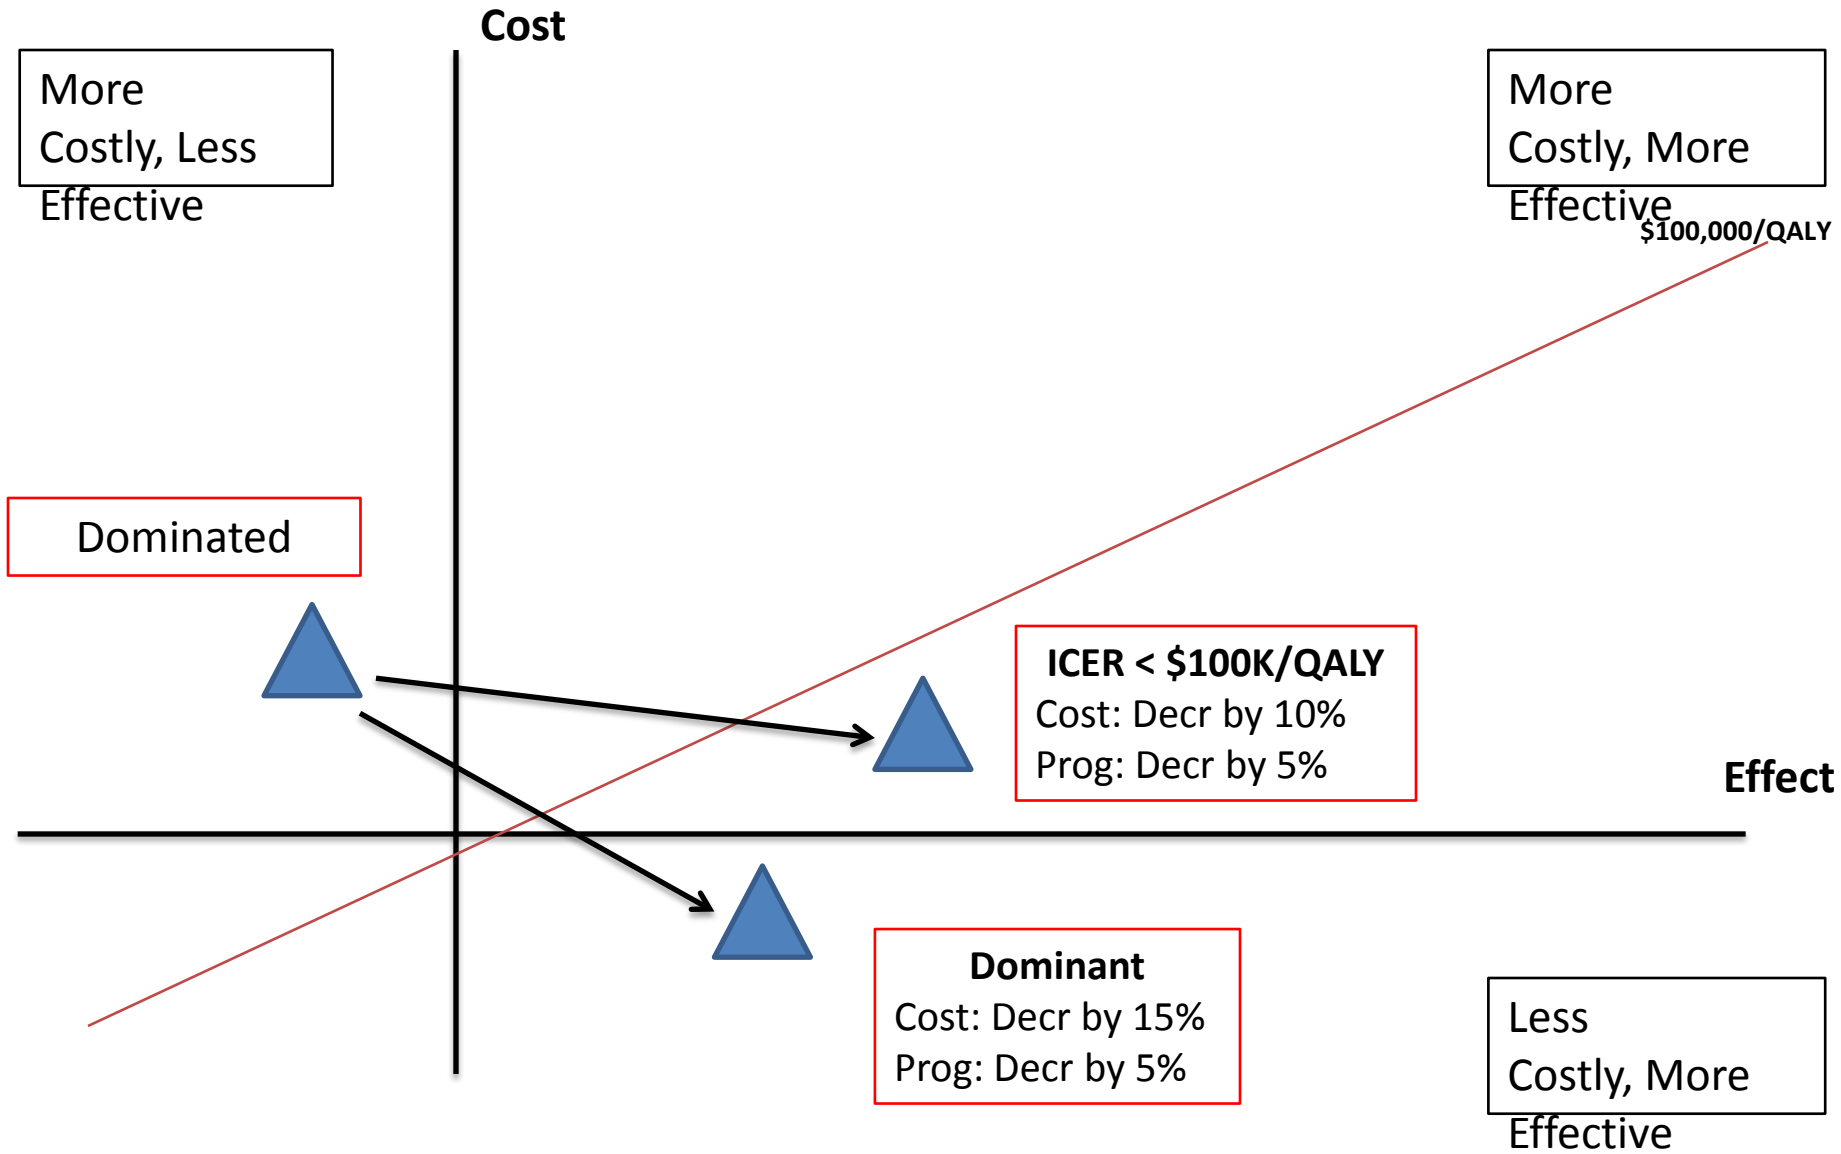 Cost
More
Costly, Less
Effective
More
Costly, More
Effective
$100,000/QALY
Dominated
ICER < $100K/QALY
Cost: Decr by 10%
Prog: Decr by 5%
Effect
Dominant
Cost: Decr by 15%
Prog: Decr by 5%
Less
Costly, More
Effective